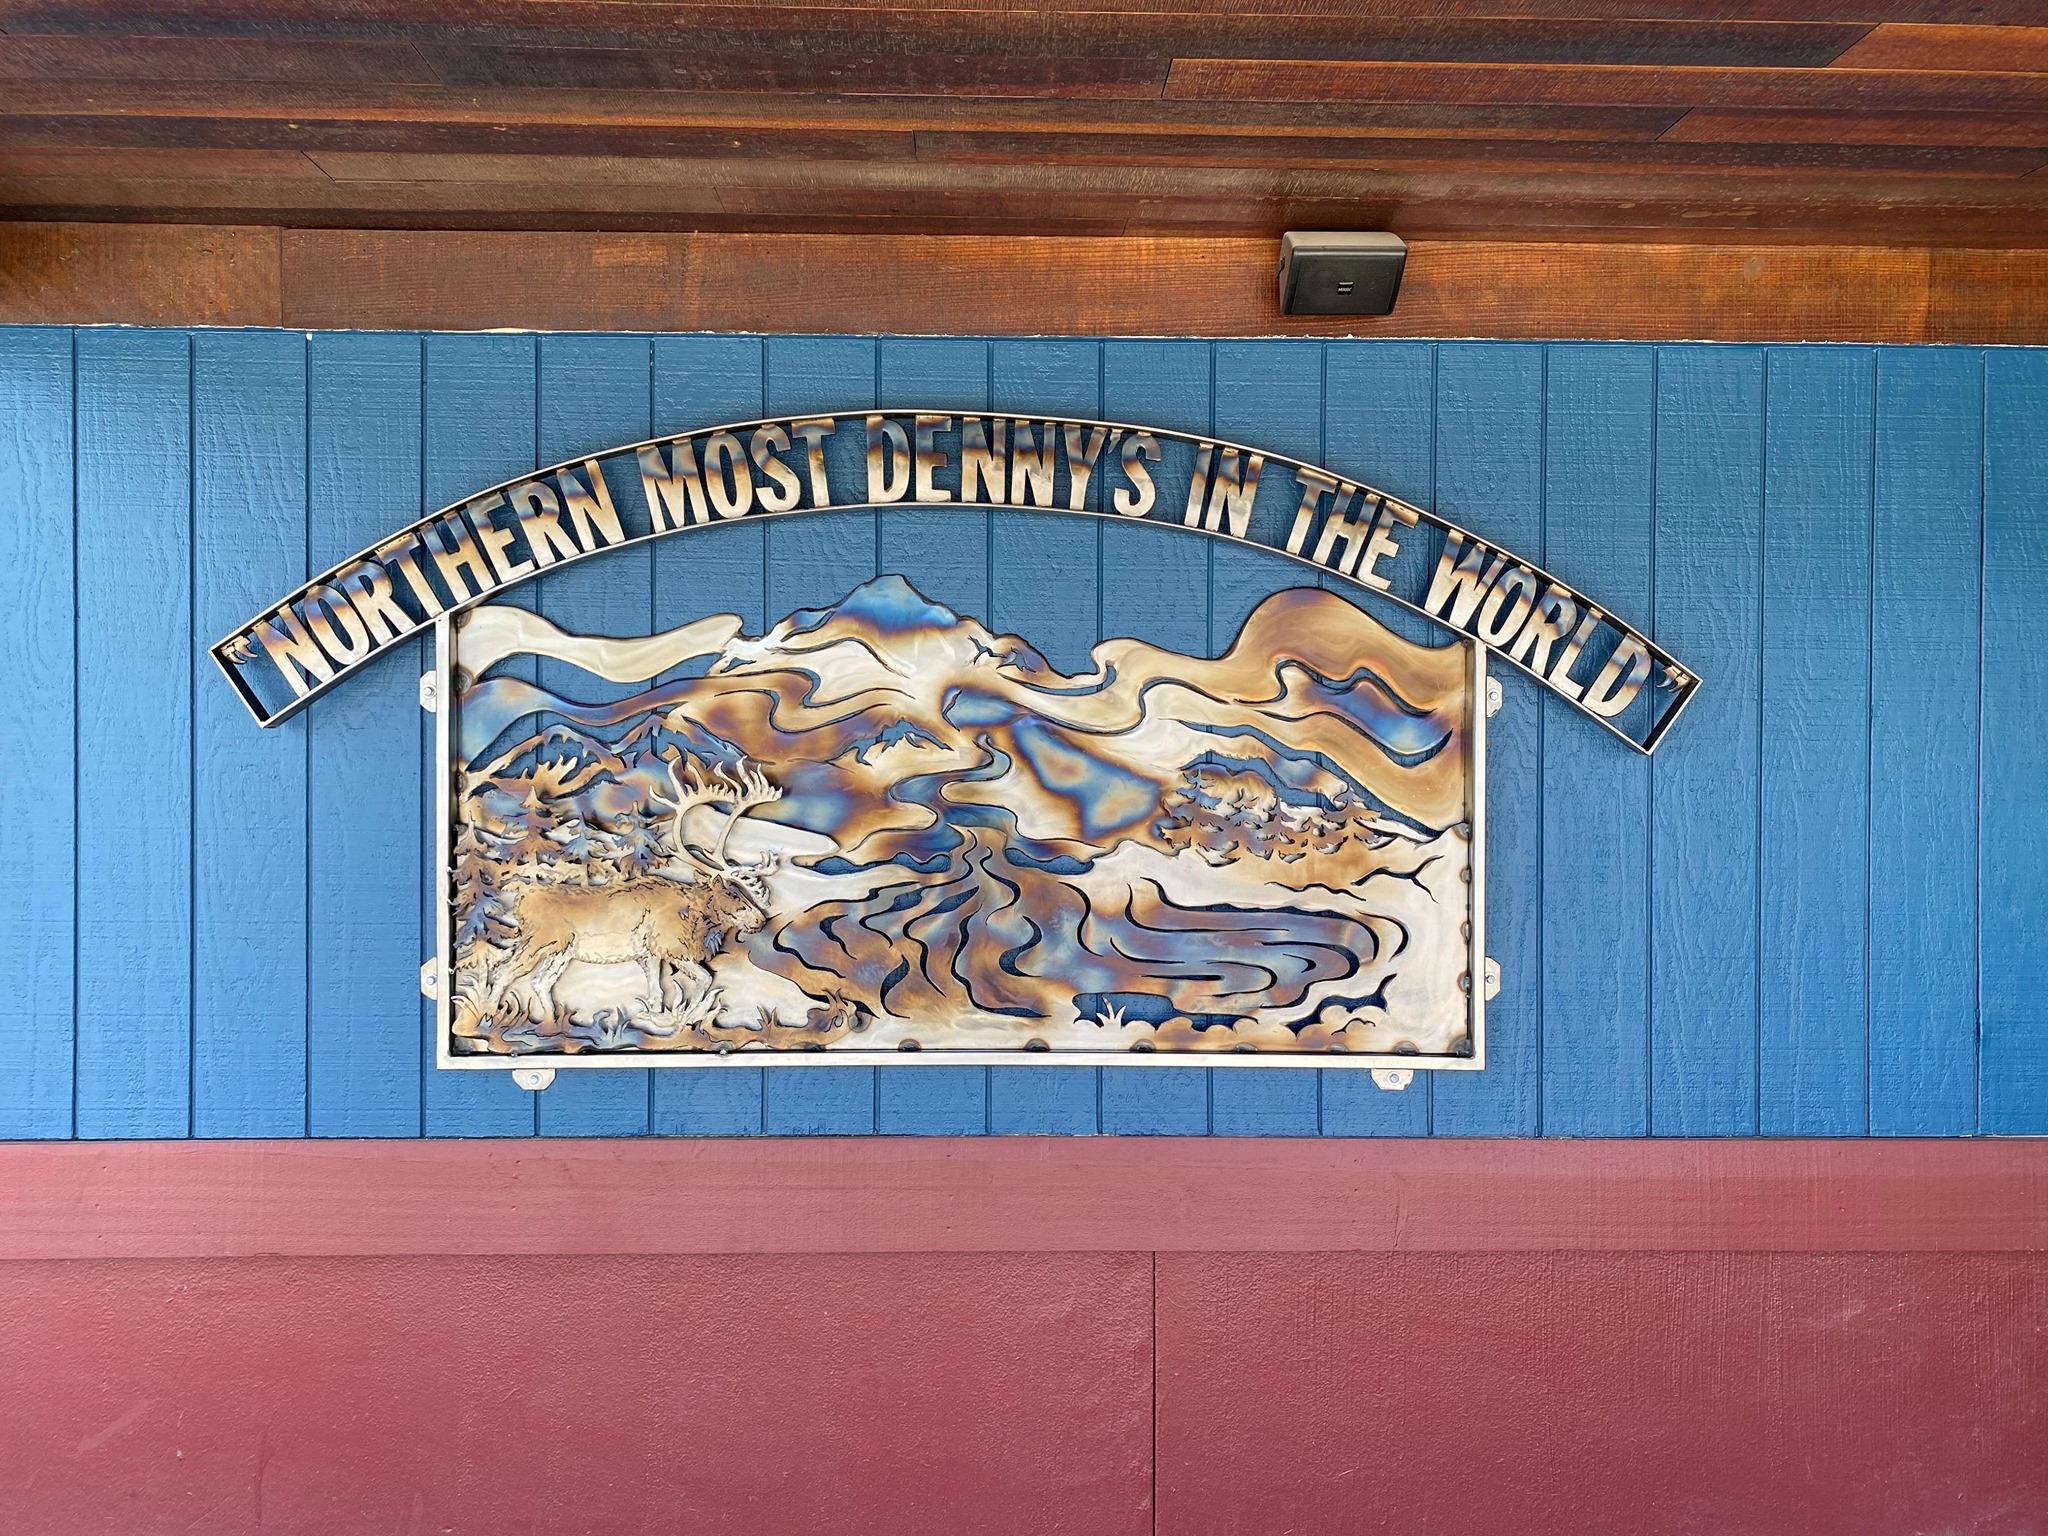 "NORTHERN MOST DENNY'S IN THE WORLD"